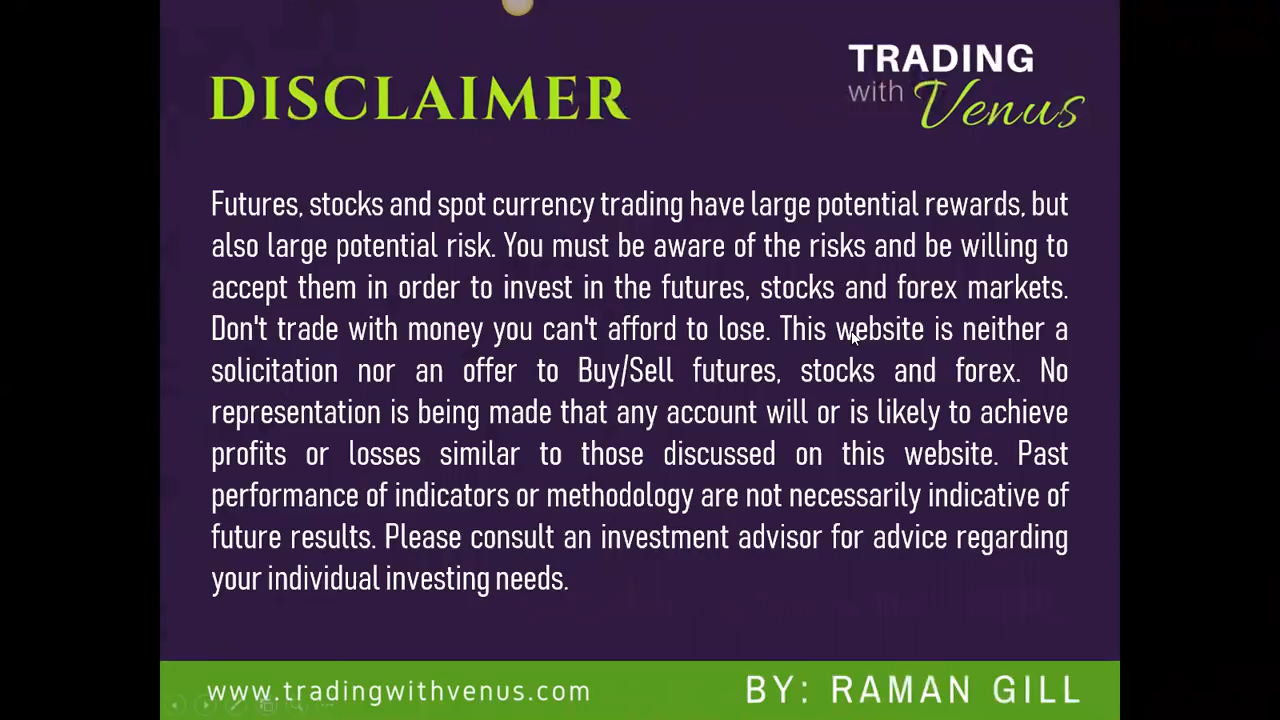 TRADING
DISCLAIMER
with Venus
Futures, stocks and spot currency trading have large potential rewards, but
also large potential risk. You must be aware of the risks and be willing to
accept them in order to invest in the futures, stocks and forex markets.
Don't trade with money you can't afford to lose. This website is neither a
solicitation nor an offer to Buy/Sell futures, stocks and forex. No
representation is being made that any account will or is likely to achieve
profits or losses similar to those discussed on this website. Past
performance of indicators or methodology are not necessarily indicative of
future results. Please consult an investment advisor for advice regarding
your individual investing needs.
www.tradingwithvenus.com
BY: RAMAN GILL